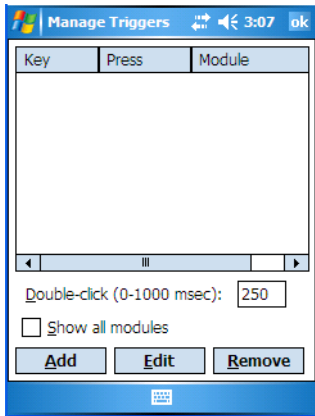 Manage Triggers 3:07 ok
Key Press Module
Double-click (0-1000 msec): 250
Show all modules
Add Edit Remove